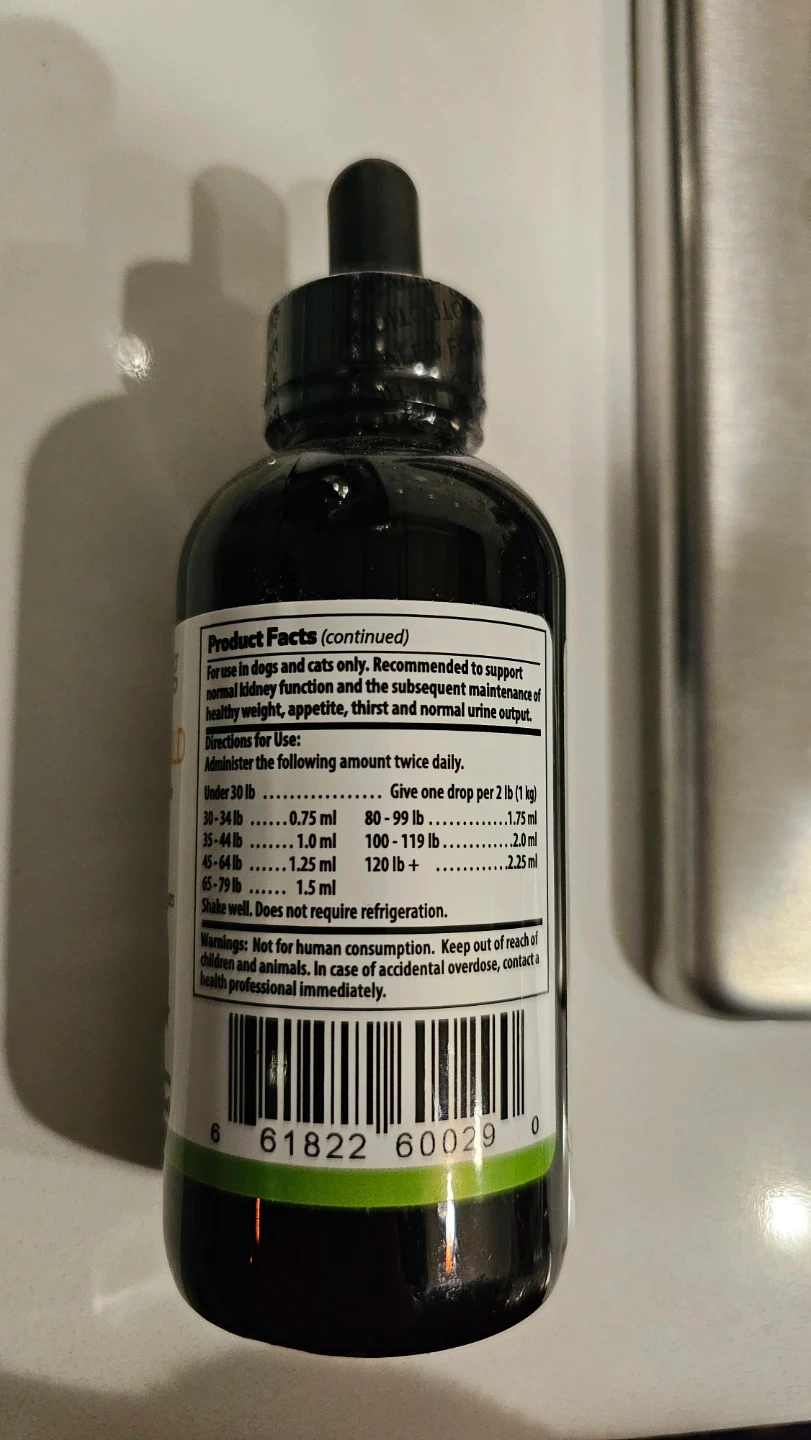 Product Facts (continued)
For use in dogs and cats only. Recommended to support
normal kidney function and the subsequent maintenance of
healthy weight, appetite, thirst and normal urine output.
Directions for Use:
Administer the following amount twice daily.
Under 30 lb ................ Give one drop per 2 lb (1 kg)
30-34 lb ......0.75 ml 80 - 99 lb .............1.75 ml
35-44 lb .......1.0 ml 100 - 119 lb ............2.0 ml
45-64 lb ......1.25 ml 120 lb + ............2.25 ml
65-79 lb ...... 1.5 ml
Shake well. Does not require refrigeration.
Warnings: Not for human consumption. Keep out of reach of
children and animals. In case of accidental overdose, contact a
health professional immediately.
6 61822 60029 0